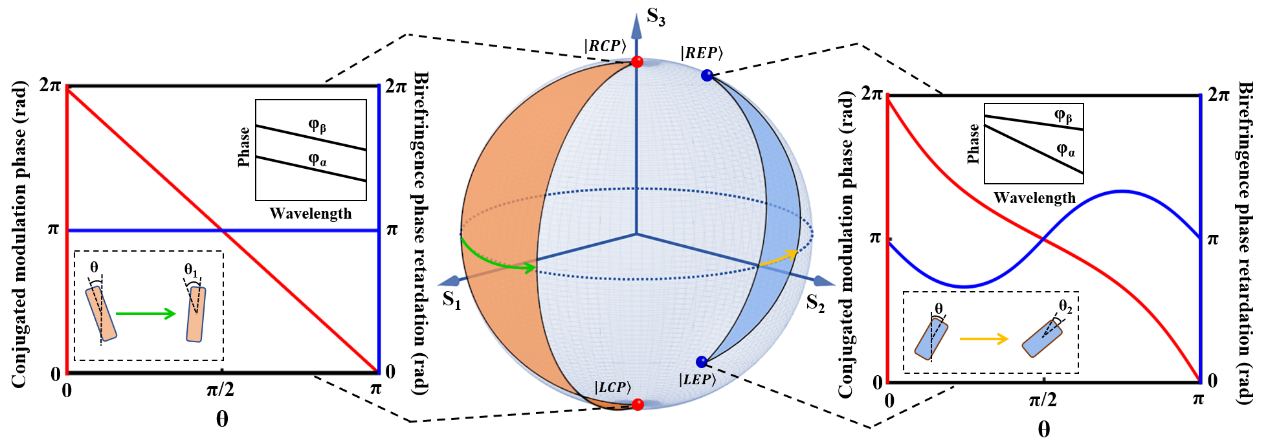 Conjugated modulation phase (rad)
2π
π
0
0
π/2
π
θ
2π
π
0
Birefringence phase retardation (rad)
Phase
φβ
φα
Wavelength
θ
θ1
S3
|RCP⟩
|REP⟩
S1
S2
|LEP⟩
|LCP⟩
Conjugated modulation phase (rad)
2π
π
0
0
π/2
π
θ
2π
π
0
Birefringence phase retardation (rad)
Phase
φβ
φα
Wavelength
θ
θ2